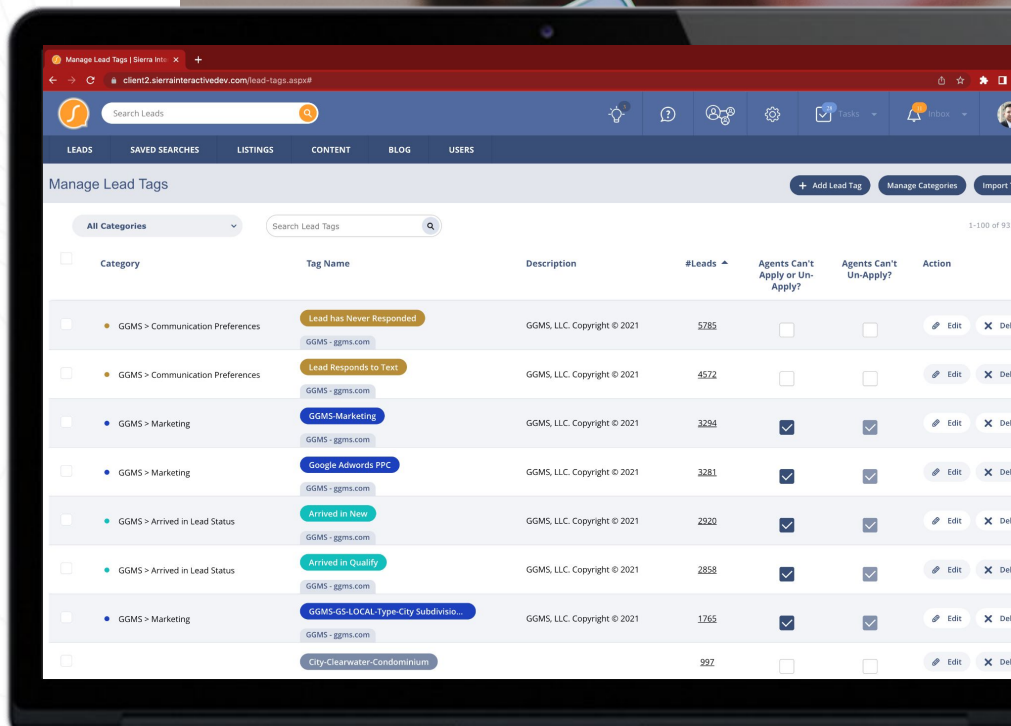 Manage Lead Tags | Sierra Inte
client2.sierrainteractivedev.com/lead-tags.aspx#
Search Leads
Tasks
Inbox
LEADS SAVED SEARCHES LISTINGS CONTENT BLOG USERS
Manage Lead Tags
+ Add Lead Tag Manage Categories Import
All Categories Search Lead Tags 1-100 of 93
Category Tag Name Description #Leads Agents Can't Apply or Un-Apply? Agents Can't Un-Apply? Action
GGMS > Communication Preferences Lead has Never Responded GGMS, LLC. Copyright © 2021 5785 Edit Del
GGMS - ggms.com
GGMS > Communication Preferences Lead Responds to Text GGMS, LLC. Copyright © 2021 4572 Edit Del
GGMS - ggms.com
GGMS > Marketing GGMS-Marketing GGMS, LLC. Copyright © 2021 3294 Edit Del
GGMS - ggms.com
GGMS > Marketing Google Adwords PPC GGMS, LLC. Copyright © 2021 3281 Edit Del
GGMS - ggms.com
GGMS > Arrived in Lead Status Arrived in New GGMS, LLC. Copyright © 2021 2920 Edit Del
GGMS - ggms.com
GGMS > Arrived in Lead Status Arrived in Qualify GGMS, LLC. Copyright © 2021 2858 Edit Del
GGMS - ggms.com
GGMS > Marketing GGMS-GS-LOCAL-Type-City Subdivisio... GGMS, LLC. Copyright © 2021 1765 Edit Del
GGMS - ggms.com
City-Clearwater-Condominium 997 Edit Del